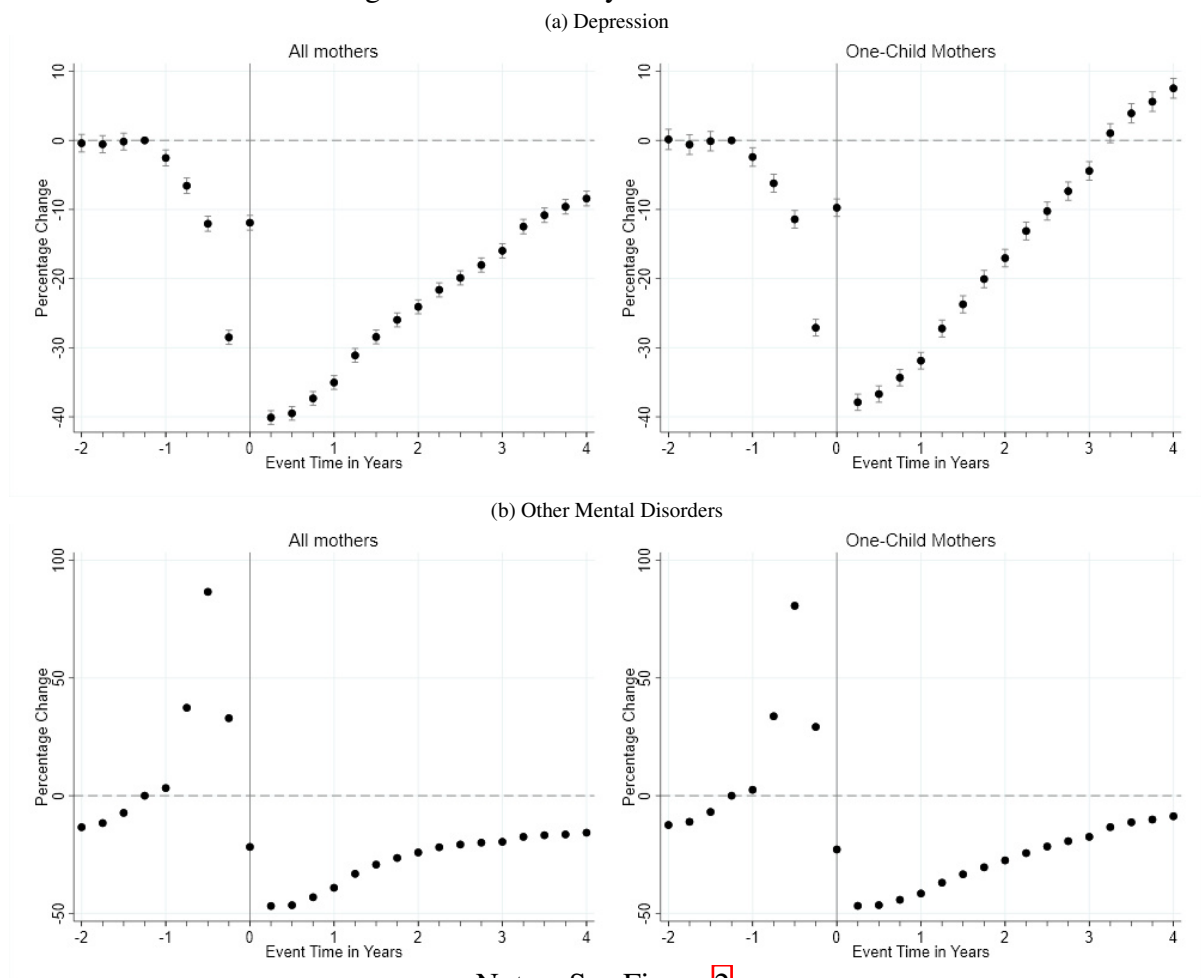 (a) Depression
All mothers
Percentage Change
10
0
-10
-20
-30
-40
-2 -1 0 1 2 3 4
Event Time in Years
One-Child Mothers
Percentage Change
10
0
-10
-20
-30
-40
-2 -1 0 1 2 3 4
Event Time in Years
(b) Other Mental Disorders
All mothers
Percentage Change
100
50
0
-50
-2 -1 0 1 2 3 4
Event Time in Years
One-Child Mothers
Percentage Change
100
50
0
-50
-2 -1 0 1 2 3 4
Event Time in Years